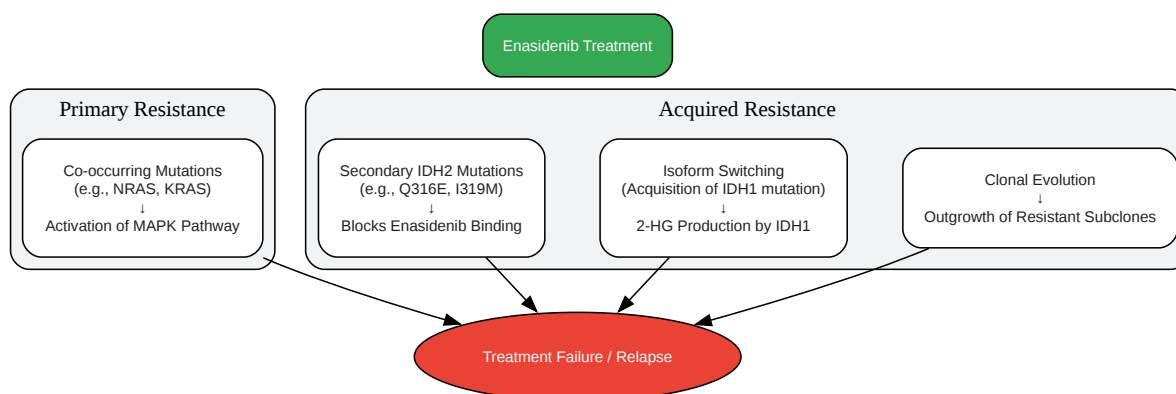 Enasidenib Treatment
Primary Resistance
Co-occurring Mutations
(e.g., NRAS, KRAS)
↓
Activation of MAPK Pathway
Acquired Resistance
Secondary IDH2 Mutations
(e.g., Q316E, I319M)
↓
Blocks Enasidenib Binding
Isoform Switching
(Acquisition of IDH1 mutation)
↓
2-HG Production by IDH1
Clonal Evolution
↓
Outgrowth of Resistant Subclones
Treatment Failure / Relapse